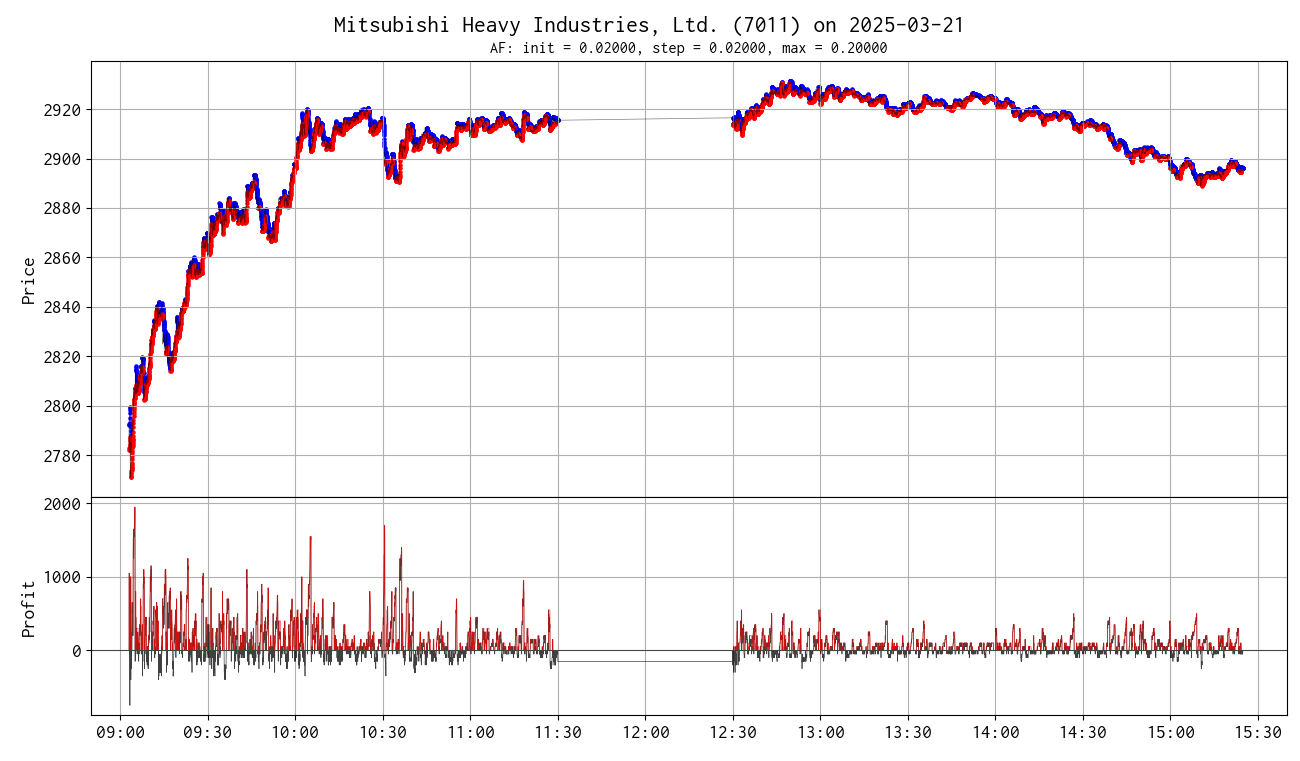 Mitsubishi Heavy Industries, Ltd. (7011) on 2025-03-21
AF: init = 0.02000, step = 0.02000, max = 0.20000
Price
2920
2900
2880
2860
2840
2820
2800
2780
Profit
2000
1000
0
09:00 09:30 10:00 10:30 11:00 11:30 12:00 12:30 13:00 13:30 14:00 14:30 15:00 15:30